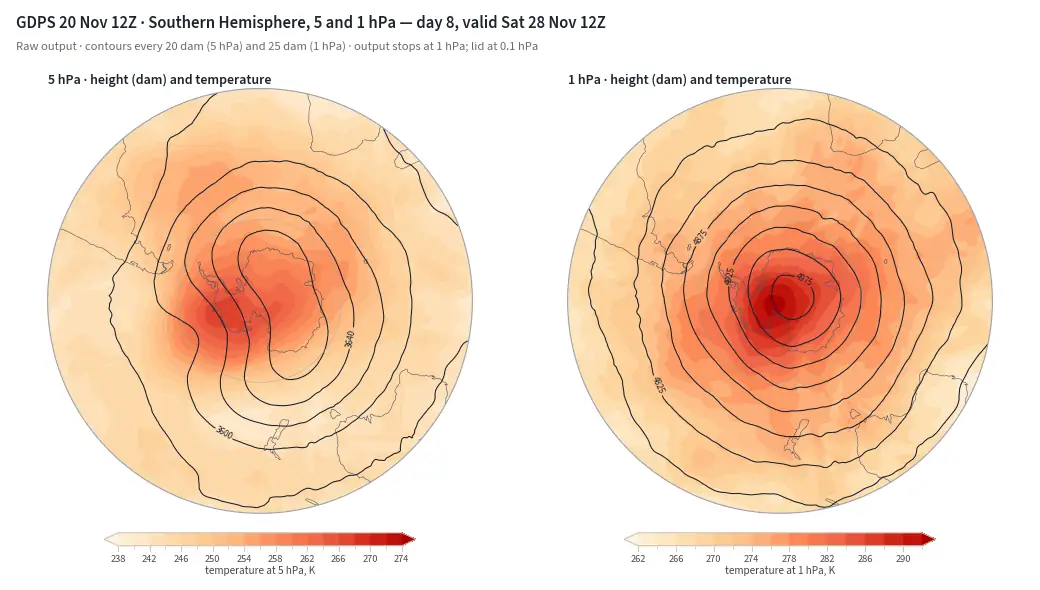 GDPS 20 Nov 12Z · Southern Hemisphere, 5 and 1 hPa — day 8, valid Sat 28 Nov 12Z
Raw output · contours every 20 dam (5 hPa) and 25 dam (1 hPa) · output stops at 1 hPa; lid at 0.1 hPa
5 hPa · height (dam) and temperature
1 hPa · height (dam) and temperature
3640
3600
4875
4925
4975
4825
238 242 246 250 254 258 262 266 270 274
temperature at 5 hPa, K
262 266 270 274 278 282 286 290
temperature at 1 hPa, K